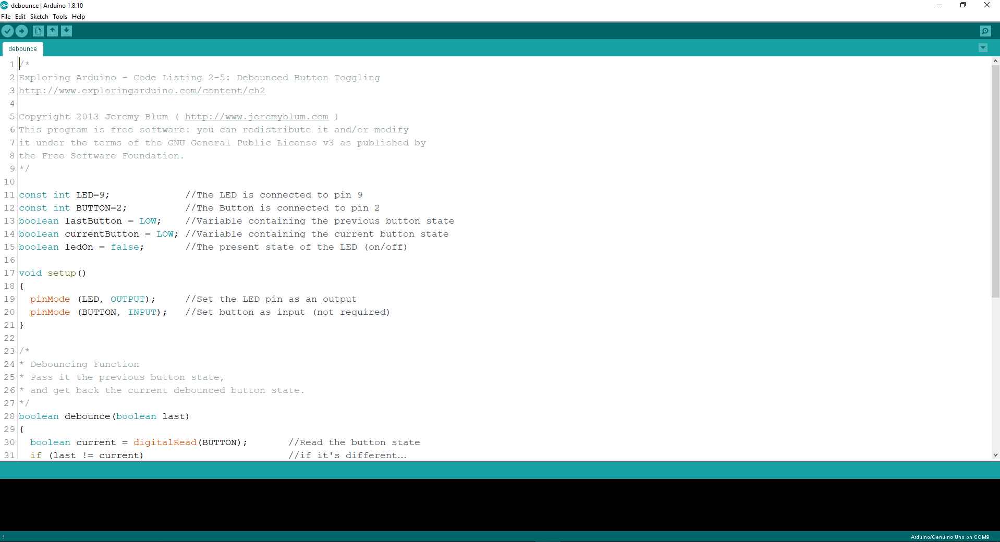 debounce | Arduino 1.8.10
File Edit Sketch Tools Help
debounce
1 /*
2 Exploring Arduino - Code Listing 2-5: Debounced Button Toggling
3 http://www.exploringarduino.com/content/ch2
4
5 Copyright 2013 Jeremy Blum ( http://www.jeremyblum.com )
6 This program is free software: you can redistribute it and/or modify
7 it under the terms of the GNU General Public License v3 as published by
8 the Free Software Foundation.
9 */
10
11 const int LED=9;             //The LED is connected to pin 9
12 const int BUTTON=2;          //The Button is connected to pin 2
13 boolean lastButton = LOW;    //Variable containing the previous button state
14 boolean currentButton = LOW; //Variable containing the current button state
15 boolean ledOn = false;       //The present state of the LED (on/off)
16
17 void setup()
18 {
19   pinMode (LED, OUTPUT);     //Set the LED pin as an output
20   pinMode (BUTTON, INPUT);   //Set button as input (not required)
21 }
22
23 /*
24 * Debouncing Function
25 * Pass it the previous button state,
26 * and get back the current debounced button state.
27 */
28 boolean debounce(boolean last)
29 {
30   boolean current = digitalRead(BUTTON);       //Read the button state
31   if (last != current)                         //if it's different…
1
Arduino/Genuino Uno on COM9